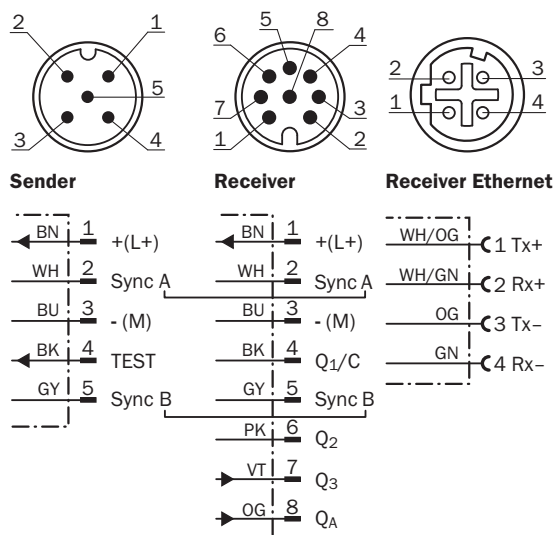 2 1 5 3 4
5 8 6 4 7 3 1 2
2 3 1 4
Sender
Receiver
Receiver Ethernet
BN 1 +(L+)
WH 2 Sync A
BU 3 - (M)
BK 4 TEST
GY 5 Sync B
BN 1 +(L+)
WH 2 Sync A
BU 3 - (M)
BK 4 Q1/C
GY 5 Sync B
PK 6 Q2
VT 7 Q3
OG 8 QA
WH/OG 1 Tx+
WH/GN 2 Rx+
OG 3 Tx–
GN 4 Rx–